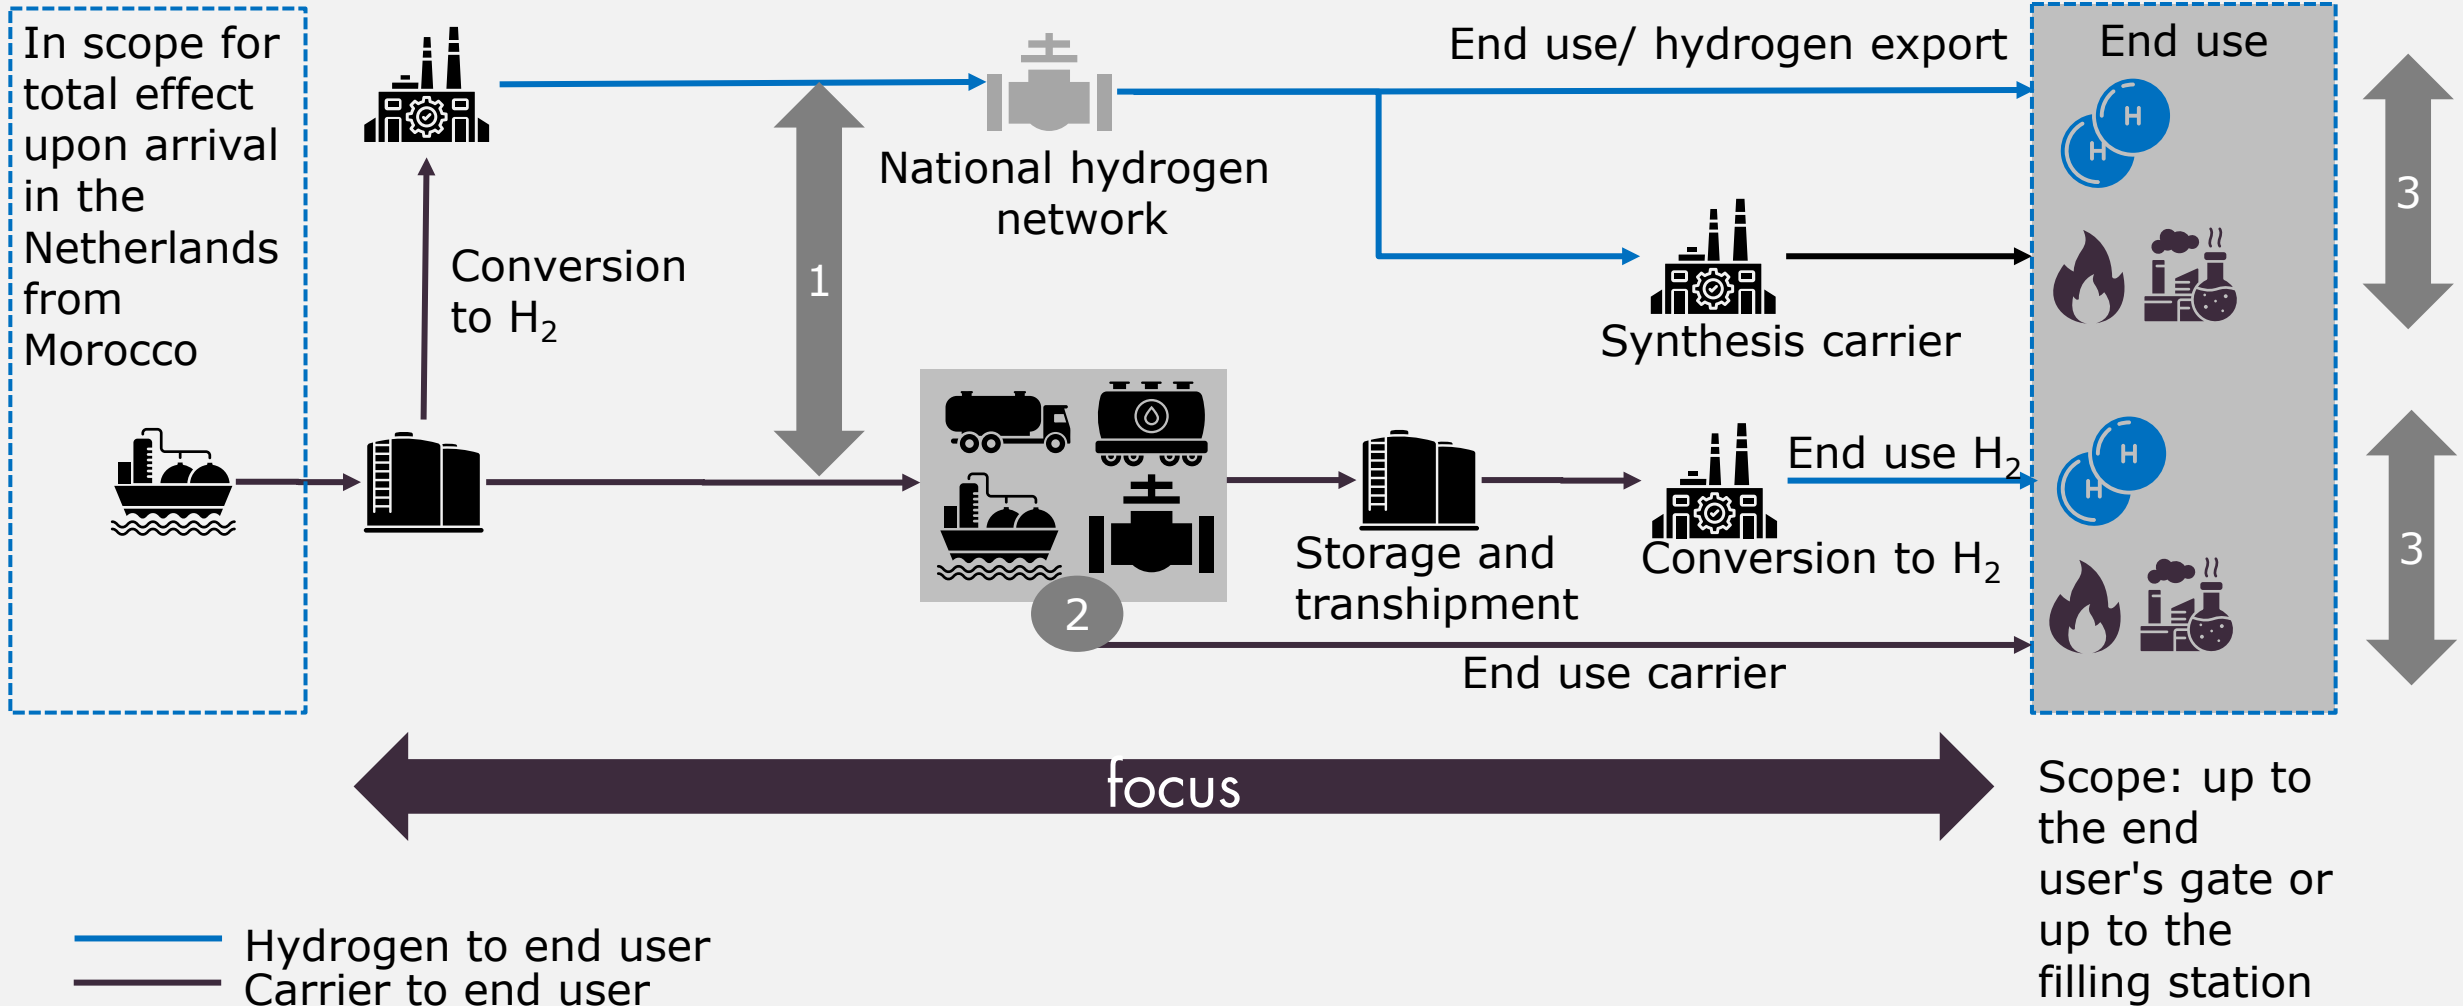 In scope for
total effect
upon arrival
in the
Netherlands
from
Morocco
Conversion
to H₂
1
National hydrogen
network
End use/ hydrogen export
Synthesis carrier
2
Storage and
transhipment
Conversion to H₂
End use H₂
End use carrier
End use
H
H
H
H
3
3
focus
Scope: up to
the end
user's gate or
up to the
filling station
Hydrogen to end user
Carrier to end user